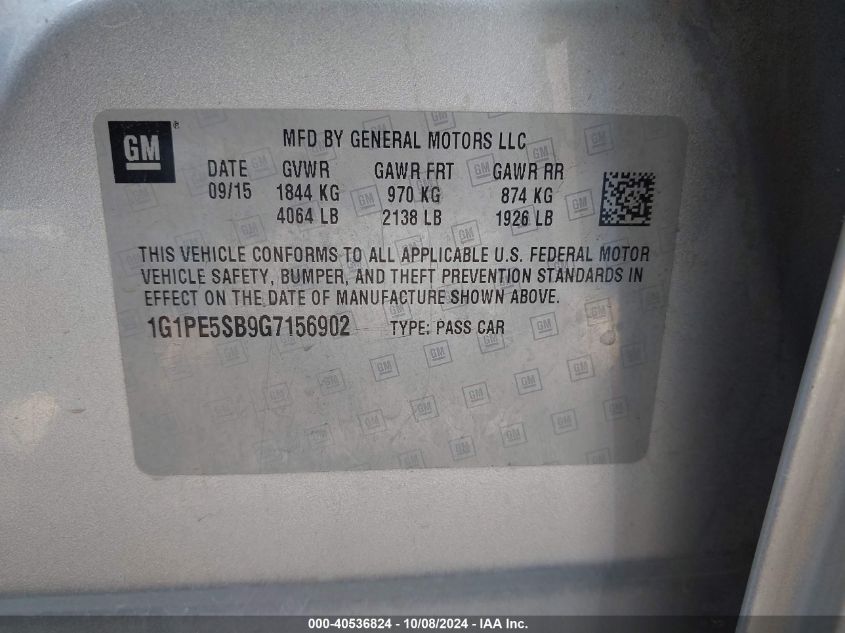 GM®
MFD BY GENERAL MOTORS LLC
DATE GVWR GAWR FRT GAWR RR
09/15 1844 KG 970 KG 874 KG
4064 LB 2138 LB 1926 LB
THIS VEHICLE CONFORMS TO ALL APPLICABLE U.S. FEDERAL MOTOR
VEHICLE SAFETY, BUMPER, AND THEFT PREVENTION STANDARDS IN
EFFECT ON THE DATE OF MANUFACTURE SHOWN ABOVE.
1G1PE5SB9G7156902 TYPE: PASS CAR
000-40536824 - 10/08/2024 - IAA Inc.